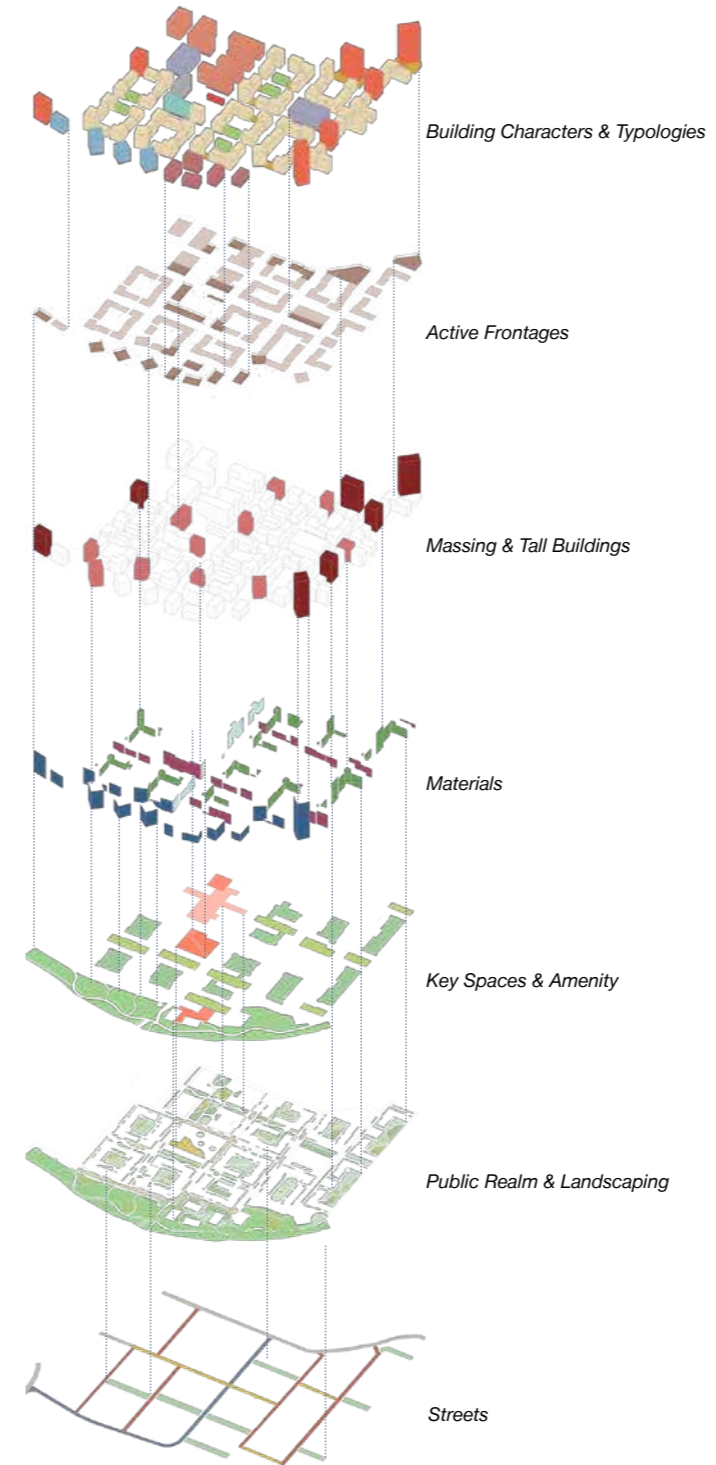 Building Characters & Typologies
Active Frontages
Massing & Tall Buildings
Materials
Key Spaces & Amenity
Public Realm & Landscaping
Streets